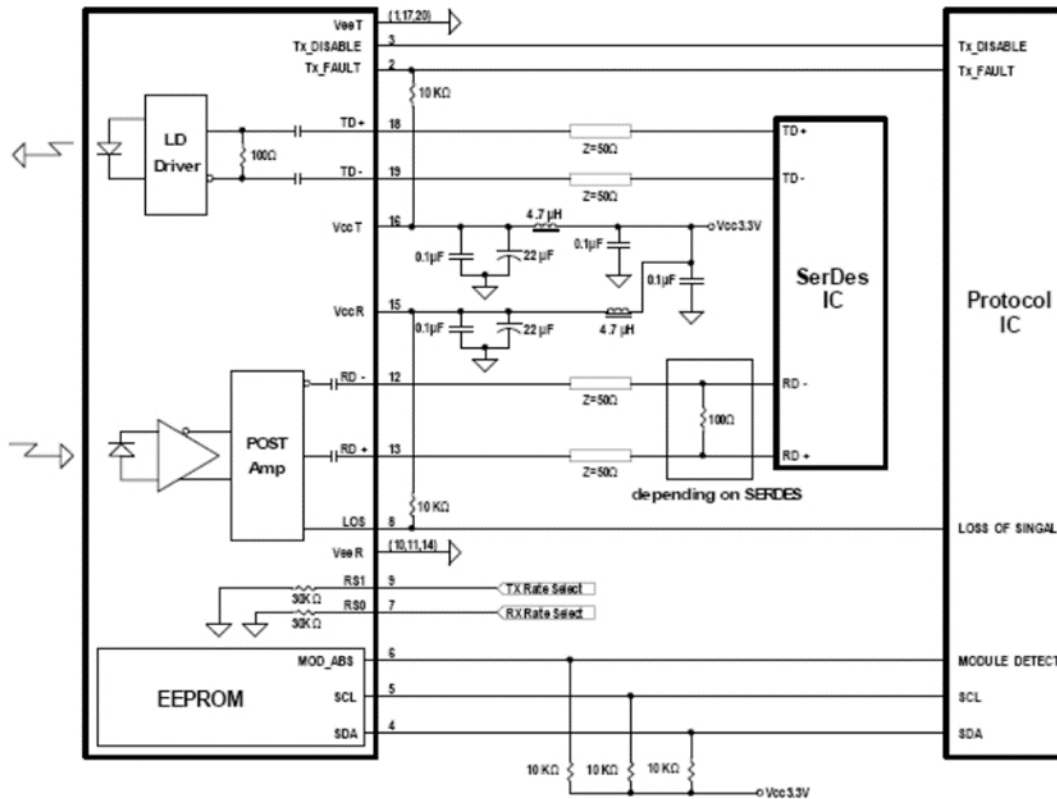 VeeT (1,17,20)
Tx_DISABLE 3 Tx_DISABLE
Tx_FAULT 2 Tx_FAULT
10 KΩ
LD
Driver
100Ω
TD+ 18 Z=50Ω TD+
TD- 19 Z=50Ω TD-
VccT 16 4.7 µH Vcc3.3V
0.1µF 22 µF 0.1µF 0.1µF
SerDes
IC
Protocol
IC
VccR 15
0.1µF 22 µF 4.7 µH
RD - 12 Z=50Ω RD -
100Ω
POST
Amp
RD + 13 Z=50Ω RD +
depending on SERDES
10 KΩ
LOS 8 LOSS OF SINGAL
VeeR (10,11,14)
RS1 9 TX Rate Select
30KΩ
RS0 7 RX Rate Select
30KΩ
EEPROM
MOD_ABS 6 MODULE DETECT
SCL 5 SCL
SDA 4 SDA
10 KΩ 10 KΩ 10 KΩ
Vcc3.3V